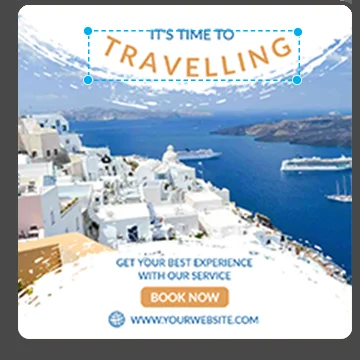 IT'S TIME TO
TRAVELLING
GET YOUR BEST EXPERIENCE
WITH OUR SERVICE
BOOK NOW
WWW.YOURWEBSITE.COM